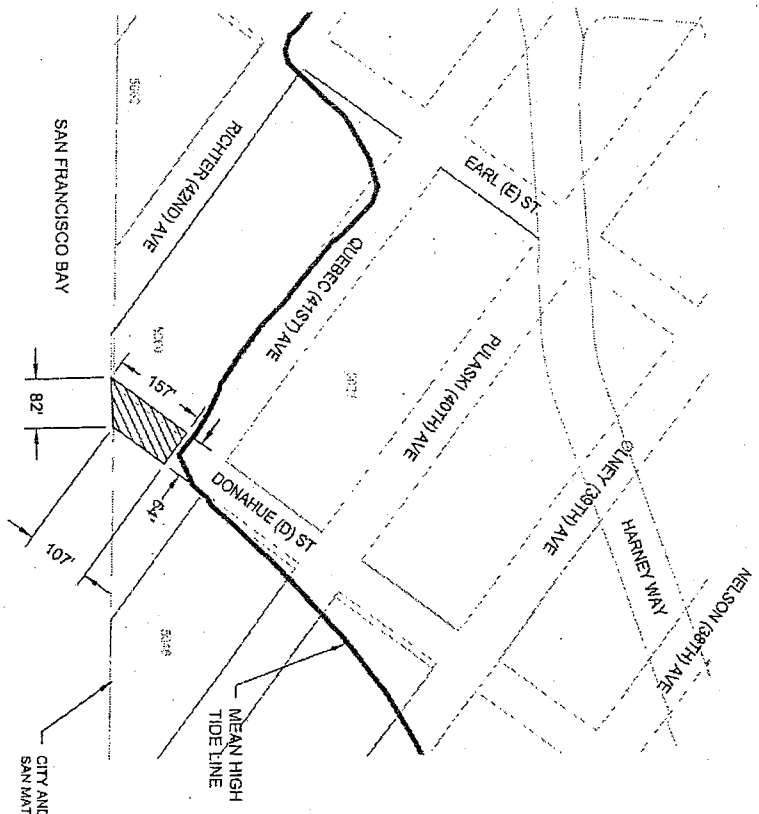 EARL (E) ST
RICHTER (42ND) AVE
QUEBEC (41ST) AVE
PULASKI (40TH) AVE
OLNEY (39TH) AVE
HARNEY WAY
NELSON (38TH) AVE
SAN FRANCISCO BAY
157'
82'
64'
107'
DONAHUE (D) ST
MEAN HIGH
TIDE LINE
CITY AND
SAN MAT